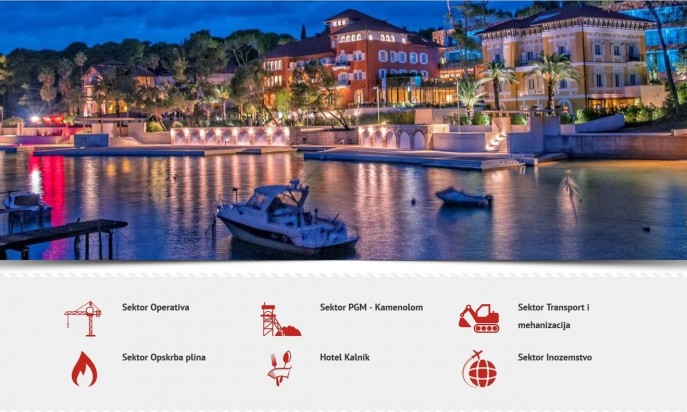 Sektor Operativa
Sektor PGM - Kamenolom
Sektor Transport i
mehanizacija
Sektor Opskrba plina
Hotel Kalnik
Sektor Inozemstvo